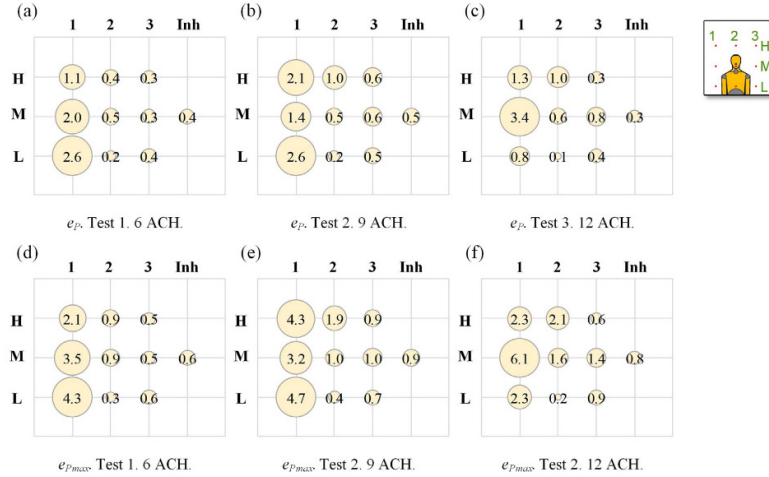 (a) (b) (c)
1 2 3 Inh 1 2 3 Inh 1 2 3 Inh
1 2 3
H
M
L
H 1.1 0.4 0.3 H 2.1 1.0 0.6 H 1.3 1.0 0.3
M 2.0 0.5 0.3 0.4 M 1.4 0.5 0.6 0.5 M 3.4 0.6 0.8 0.3
L 2.6 0.2 0.4 L 2.6 0.2 0.5 L 0.8 0.1 0.4
eP. Test 1. 6 ACH. eP. Test 2. 9 ACH. eP. Test 3. 12 ACH.
(d) (e) (f)
1 2 3 Inh 1 2 3 Inh 1 2 3 Inh
H 2.1 0.9 0.5 H 4.3 1.9 0.9 H 2.3 2.1 0.6
M 3.5 0.9 0.5 0.6 M 3.2 1.0 1.0 0.9 M 6.1 1.6 1.4 0.8
L 4.3 0.3 0.6 L 4.7 0.4 0.7 L 2.3 0.2 0.9
ePmax. Test 1. 6 ACH. ePmax. Test 2. 9 ACH. ePmax. Test 2. 12 ACH.